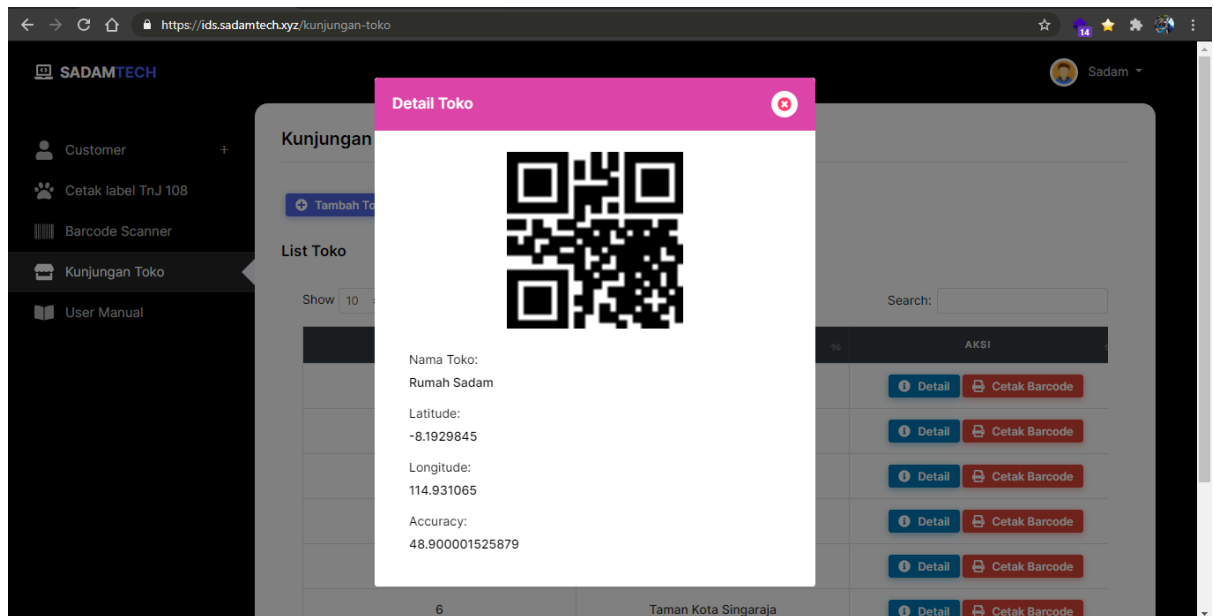 https://ids.sadamtech.xyz/kunjungan-toko
14
SADAMTECH
Sadam
Customer
+
Cetak label TnJ 108
Barcode Scanner
Kunjungan Toko
User Manual
Kunjungan
Tambah To
List Toko
Show 10
Search:
AKSI
Detail Toko
Nama Toko:
Rumah Sadam
Latitude:
-8.1929845
Longitude:
114.931065
Accuracy:
48.900001525879
Detail Cetak Barcode
Detail Cetak Barcode
Detail Cetak Barcode
Detail Cetak Barcode
Detail Cetak Barcode
6 Taman Kota Singaraja Detail Cetak Barcode